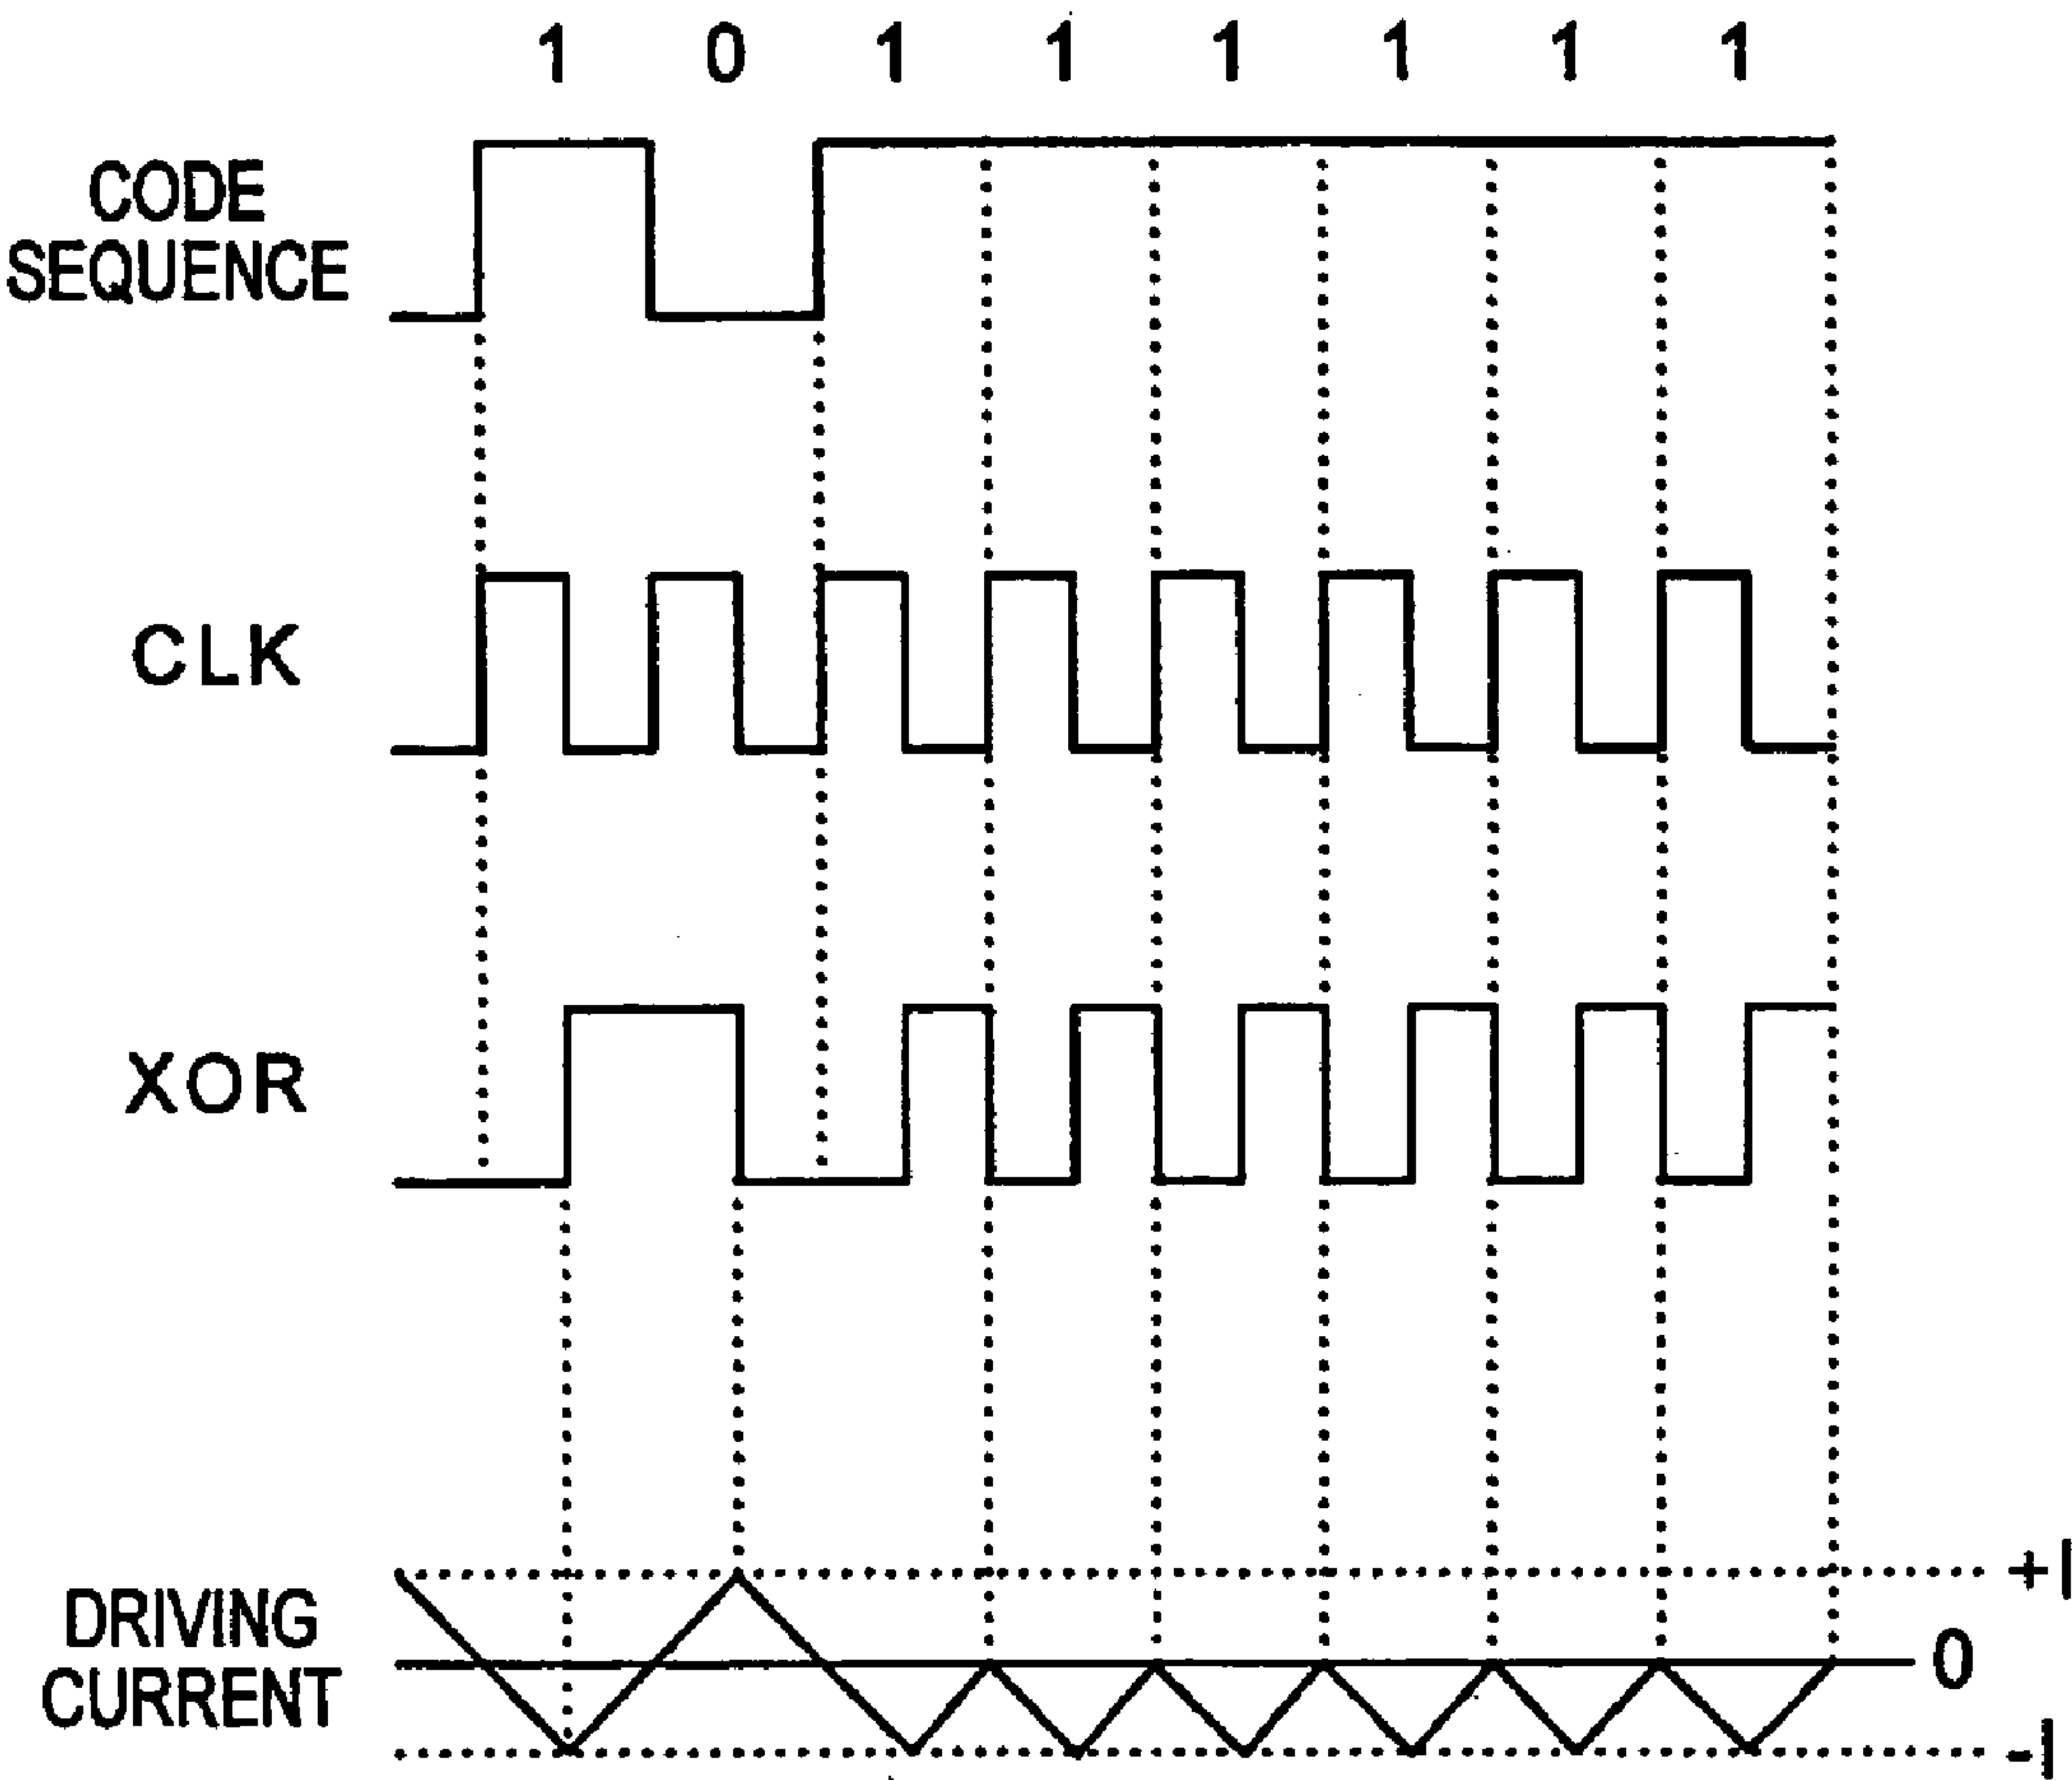 1 0 1 1 1 1 1 1
CODE
SEQUENCE
CLK
XOR
+I
DRIVING
CURRENT
0
-I